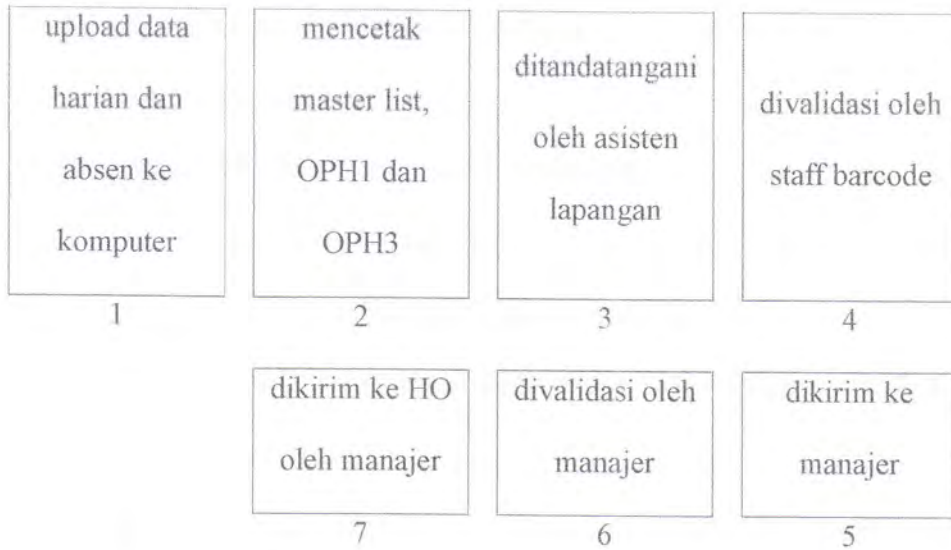 upload data
harian dan
absen ke
komputer
1
mencetak
master list,
OPH1 dan
OPH3
2
ditandatangani
oleh asisten
lapangan
3
divalidasi oleh
staff barcode
4
dikirim ke HO
oleh manajer
7
divalidasi oleh
manajer
6
dikirim ke
manajer
5